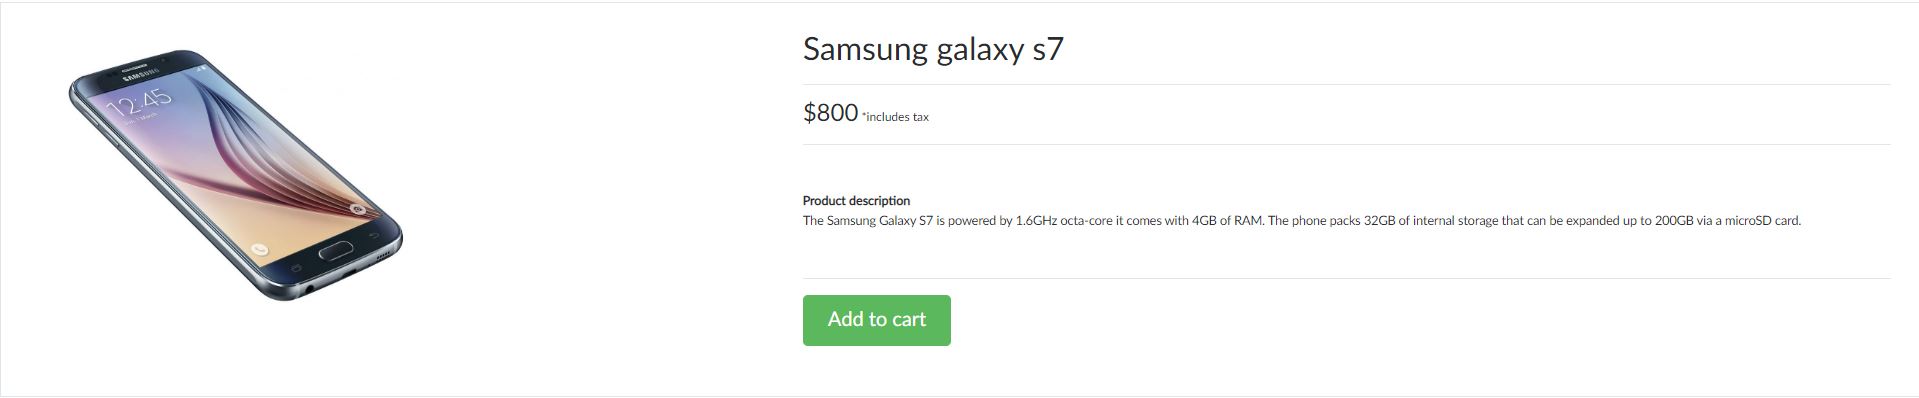 Samsung galaxy s7
$800 *includes tax
Product description
The Samsung Galaxy S7 is powered by 1.6GHz octa-core it comes with 4GB of RAM. The phone packs 32GB of internal storage that can be expanded up to 200GB via a microSD card.
Add to cart
SAMSUNG
12:45